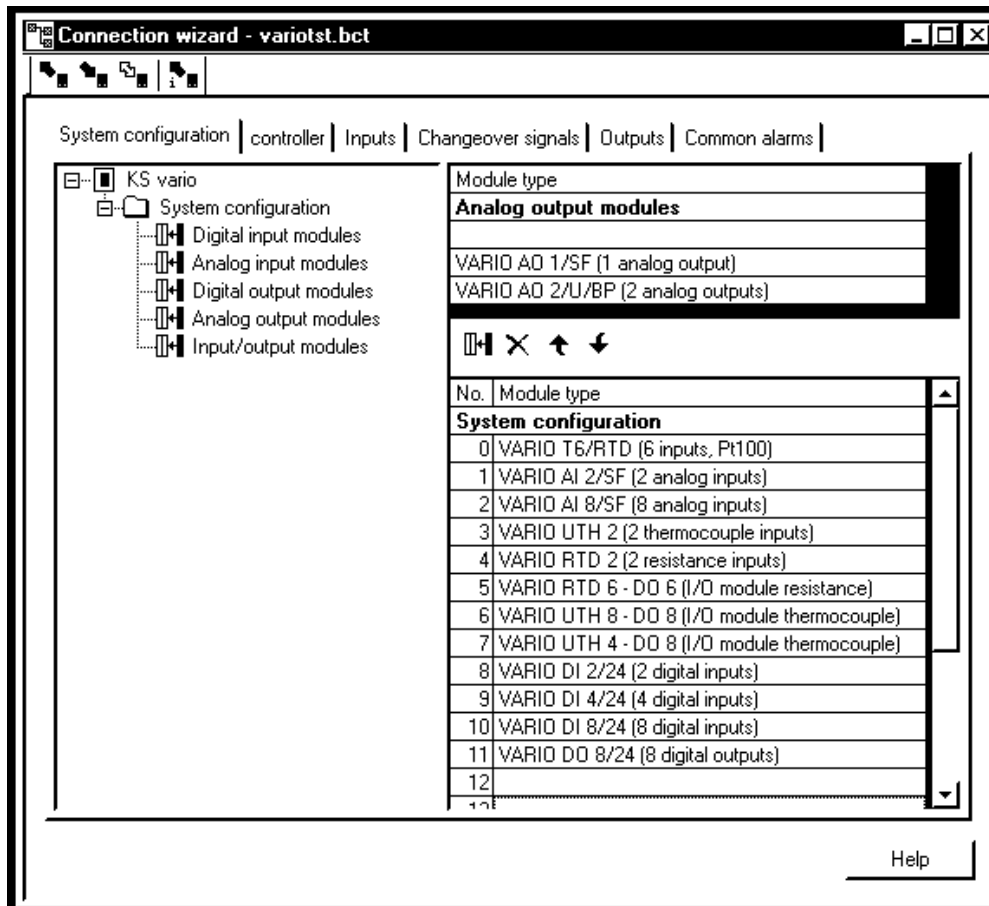 Connection wizard - variotst.bct
System configuration controller Inputs Changeover signals Outputs Common alarms
KS vario
System configuration
Digital input modules
Analog input modules
Digital output modules
Analog output modules
Input/output modules
Module type
Analog output modules
VARIO AO 1/SF (1 analog output)
VARIO AO 2/U/BP (2 analog outputs)
No. Module type
System configuration
0 VARIO T6/RTD (6 inputs, Pt100)
1 VARIO AI 2/SF (2 analog inputs)
2 VARIO AI 8/SF (8 analog inputs)
3 VARIO UTH 2 (2 thermocouple inputs)
4 VARIO RTD 2 (2 resistance inputs)
5 VARIO RTD 6 - DO 6 (I/O module resistance)
6 VARIO UTH 8 - DO 8 (I/O module thermocouple)
7 VARIO UTH 4 - DO 8 (I/O module thermocouple)
8 VARIO DI 2/24 (2 digital inputs)
9 VARIO DI 4/24 (4 digital inputs)
10 VARIO DI 8/24 (8 digital inputs)
11 VARIO DO 8/24 (8 digital outputs)
12
Help